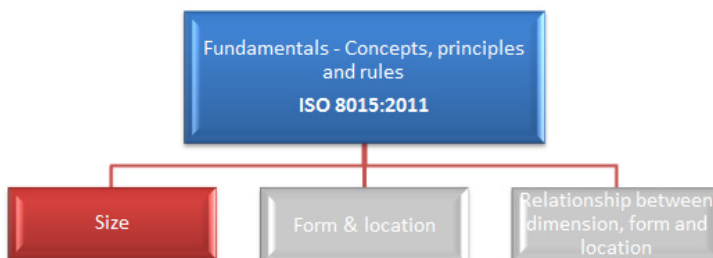 Fundamentals - Concepts, principles
and rules
ISO 8015:2011
Size
Form & location
Relationship between
dimension, form and
location